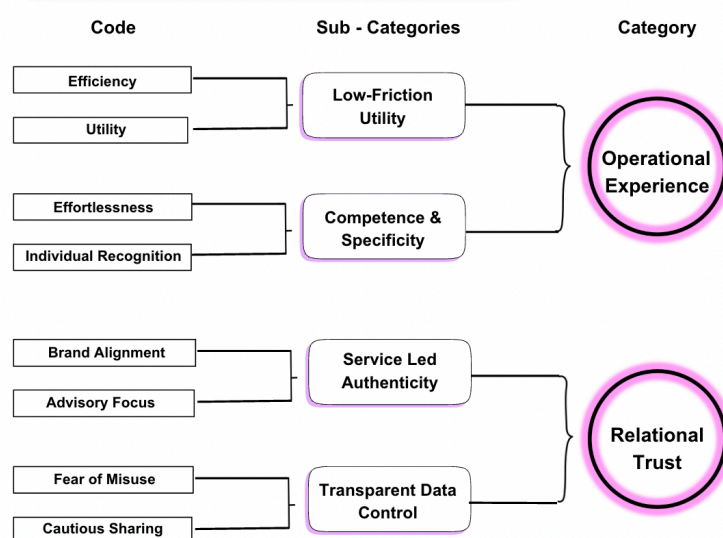 Code
Sub - Categories
Category
Efficiency
Utility
Low-Friction
Utility
Effortlessness
Individual Recognition
Competence &
Specificity
Operational
Experience
Brand Alignment
Advisory Focus
Service Led
Authenticity
Fear of Misuse
Cautious Sharing
Transparent Data
Control
Relational
Trust